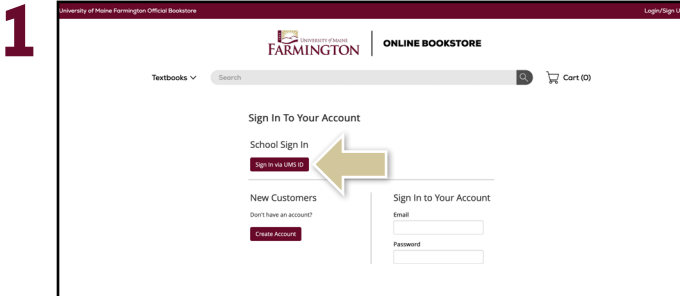 1
University of Maine Farmington Official Bookstore
Login/Sign U
UNIVERSITY of MAINE
FARMINGTON
ONLINE BOOKSTORE
Textbooks
Search
Cart (0)
Sign In To Your Account
School Sign In
Sign In via UMS ID
New Customers
Don't have an account?
Create Account
Sign In to Your Account
Email
Password